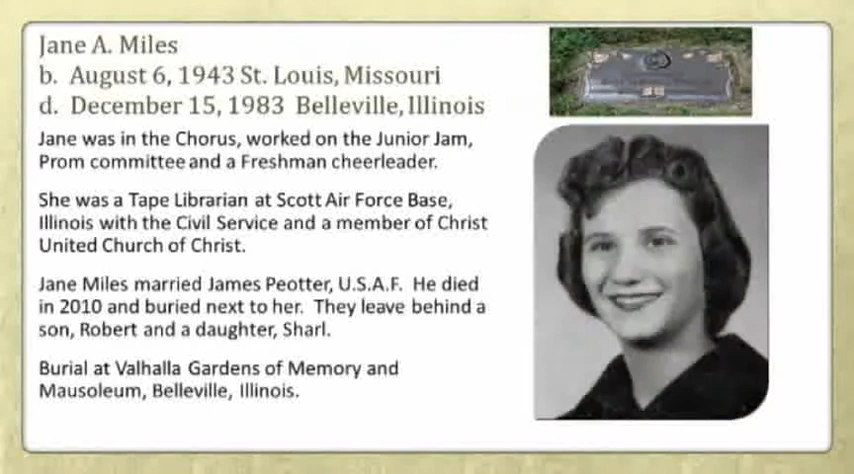 Jane A. Miles
b. August 6, 1943 St. Louis, Missouri
d. December 15, 1983 Belleville, Illinois
Jane was in the Chorus, worked on the Junior Jam,
Prom committee and a Freshman cheerleader.
She was a Tape Librarian at Scott Air Force Base,
Illinois with the Civil Service and a member of Christ
United Church of Christ.
Jane Miles married James Peotter, U.S.A.F. He died
in 2010 and buried next to her. They leave behind a
son, Robert and a daughter, Sharl.
Burial at Valhalla Gardens of Memory and
Mausoleum, Belleville, Illinois.